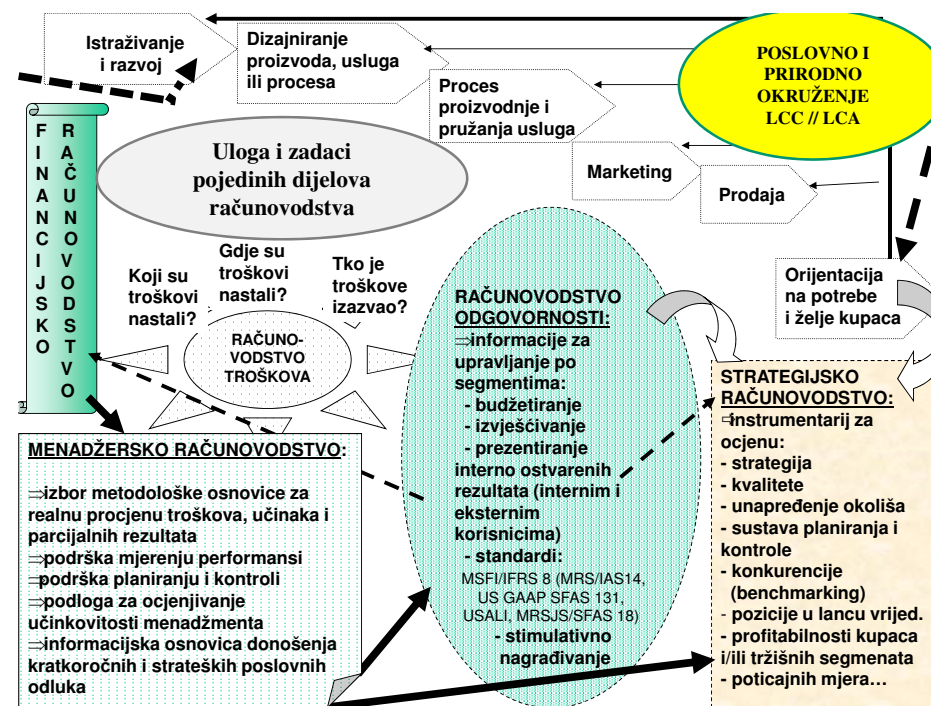 Istraživanje
i razvoj
Dizajniranje
proizvoda, usluga
ili procesa
Proces
proizvodnje i
pružanja usluga
Marketing
Prodaja
POSLOVNO I
PRIRODNO
OKRUŽENJE
LCC // LCA
Orijentacija
na potrebe
i želje kupaca
FINANCIJSKO
RAČUNOVODSTVO
Uloga i zadaci
pojedinih dijelova
računovodstva
Koji su
troškovi
nastali?
Gdje su
troškovi
nastali?
Tko je
troškove
izazvao?
RAČUNO-
VODSTVO
TROŠKOVA
MENADŽERSKO RAČUNOVODSTVO:
⇒izbor metodološke osnovice za
realnu procjenu troškova, učinaka i
parcijalnih rezultata
⇒podrška mjerenju performansi
⇒podrška planiranju i kontroli
⇒podloga za ocjenjivanje
učinkovitosti menadžmenta
⇒informacijska osnovica donošenja
kratkoročnih i strateških poslovnih
odluka
RAČUNOVODSTVO
ODGOVORNOSTI:
⇒informacije za
upravljanje po
segmentima:
- budžetiranje
- izvješćivanje
- prezentiranje
interno ostvarenih
rezultata (internim i
eksternim
korisnicima)
- standardi:
MSFI/IFRS 8 (MRS/IAS14,
US GAAP SFAS 131,
USALI, MRSJS/SFAS 18)
- stimulativno
nagrađivanje
STRATEGIJSKO
RAČUNOVODSTVO:
⇒instrumentarij za
ocjenu:
- strategija
- kvalitete
- unapređenje okoliša
- sustava planiranja i
kontrole
- konkurencije
(benchmarking)
- pozicije u lancu vrijed.
- profitabilnosti kupaca
i/ili tržišnih segmenata
- poticajnih mjera…